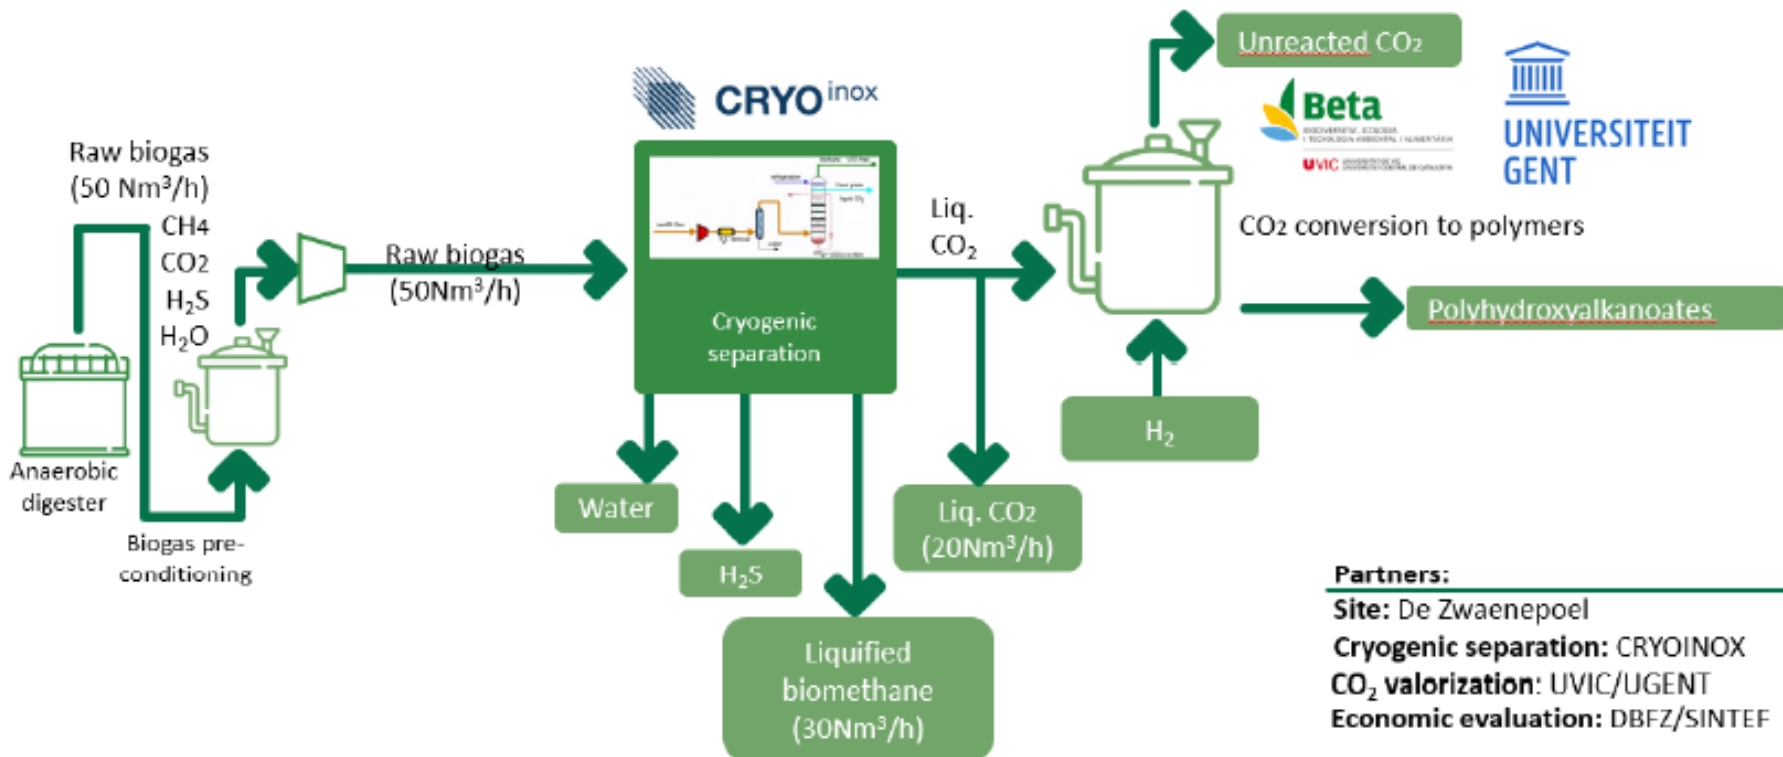 Raw biogas
(50 Nm³/h)
CH4
CO2
H₂S
H₂O
Anaerobic
digester
Biogas pre-
conditioning
Raw biogas
(50Nm³/h)
CRYO inox
Cryogenic
separation
Water
H₂S
Liquified
biomethane
(30Nm³/h)
Liq.
CO₂
Liq. CO₂
(20Nm³/h)
H₂
Unreacted CO₂
Beta
UVIC
UNIVERSITEIT
GENT
CO₂ conversion to polymers
Polyhydroxyalkanoates
Partners:
Site: De Zwaenepoel
Cryogenic separation: CRYOINOX
CO₂ valorization: UVIC/UGENT
Economic evaluation: DBFZ/SINTEF